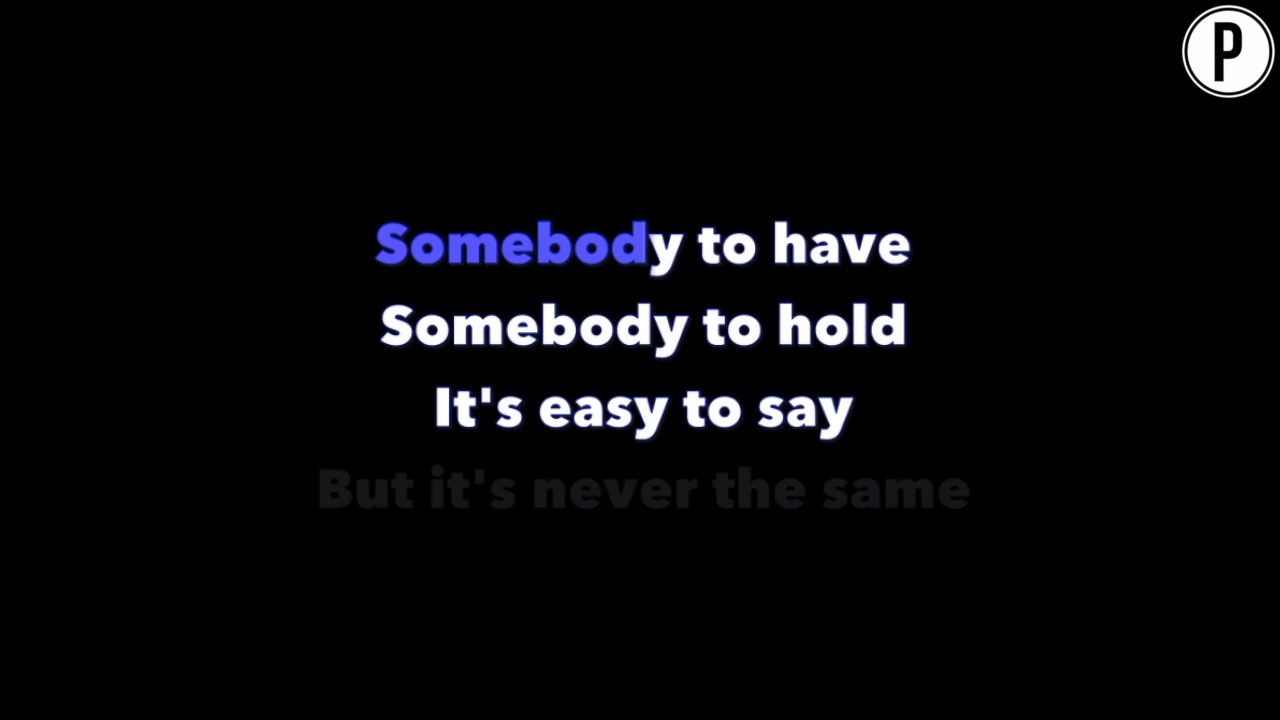 P
Somebody to have
Somebody to hold
It's easy to say
But it's never the same